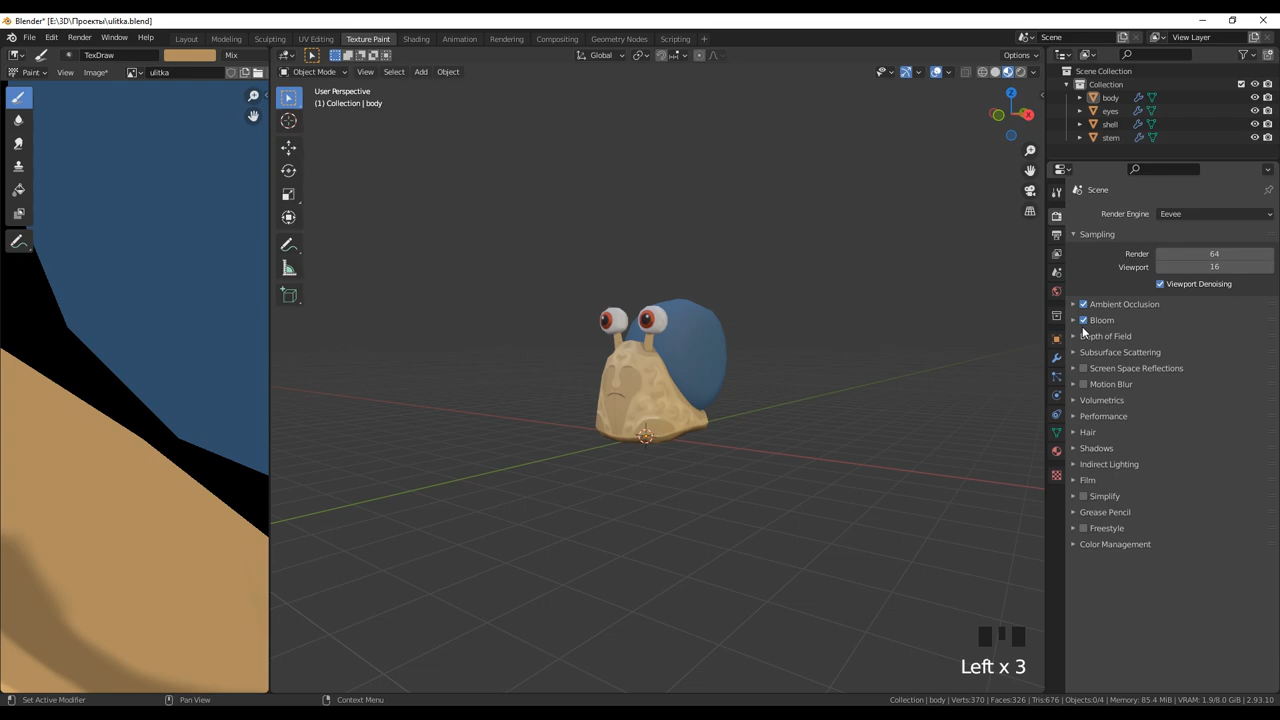 Blender* [E:\3D\Проекты\ulitka.blend]
File Edit Render Window Help Layout Modeling Sculpting UV Editing Texture Paint Shading Animation Rendering Compositing Geometry Nodes Scripting Scene View Layer
TexDraw Mix Global Options
Paint View Image* ulitka Object Mode View Select Add Object
User Perspective
(1) Collection | body
Z
X
Scene Collection
Collection
body
eyes
shell
stem
Scene
Render Engine Eevee
Sampling
Render 64
Viewport 16
Viewport Denoising
Ambient Occlusion
Bloom
Depth of Field
Subsurface Scattering
Screen Space Reflections
Motion Blur
Volumetrics
Performance
Hair
Shadows
Indirect Lighting
Film
Simplify
Grease Pencil
Freestyle
Color Management
Left x 3
Set Active Modifier Pan View Context Menu Collection | body | Verts:370 | Faces:326 | Tris:676 | Objects:0/4 | Memory: 85.4 MiB | VRAM: 1.9/8.0 GiB | 2.93.10